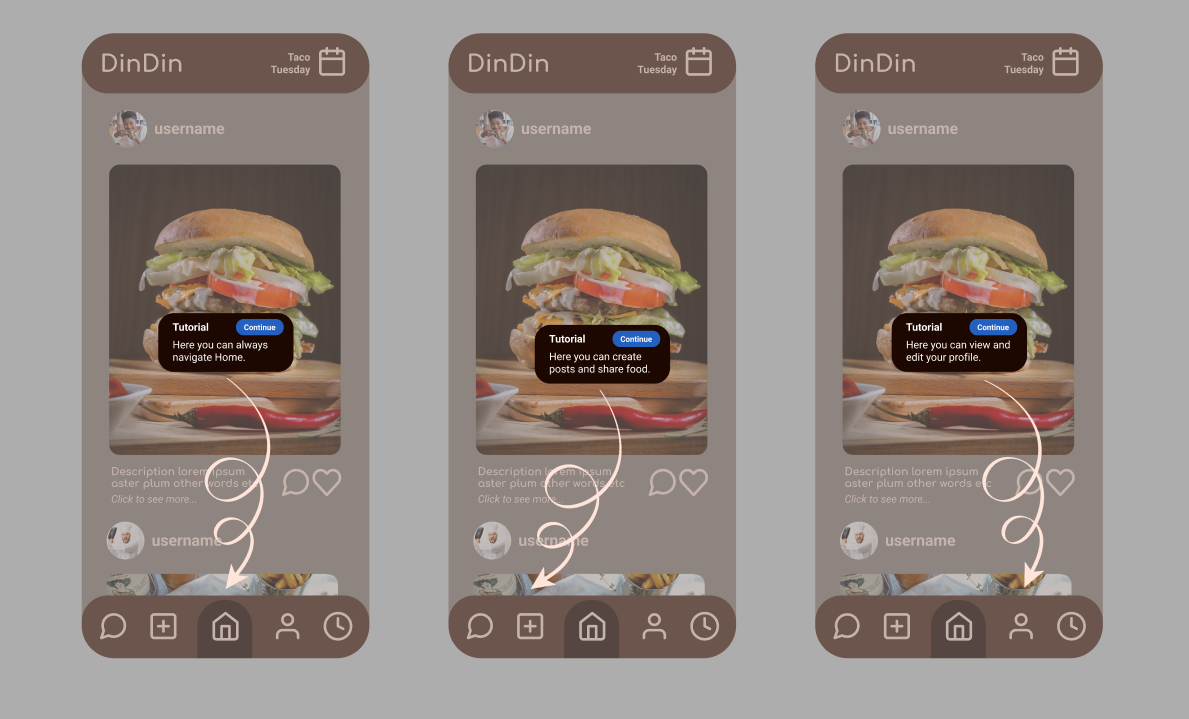 DinDin
Taco
Tuesday
username
Tutorial
Continue
Here you can always
navigate Home.
Description lorem ipsum
aster plum other words etc
Click to see more...
username
DinDin
Taco
Tuesday
username
Tutorial
Continue
Here you can create
posts and share food.
Description lorem ipsum
aster plum other words etc
Click to see more...
username
DinDin
Taco
Tuesday
username
Tutorial
Continue
Here you can view and
edit your profile.
Description lorem ipsum
aster plum other words etc
Click to see more...
username